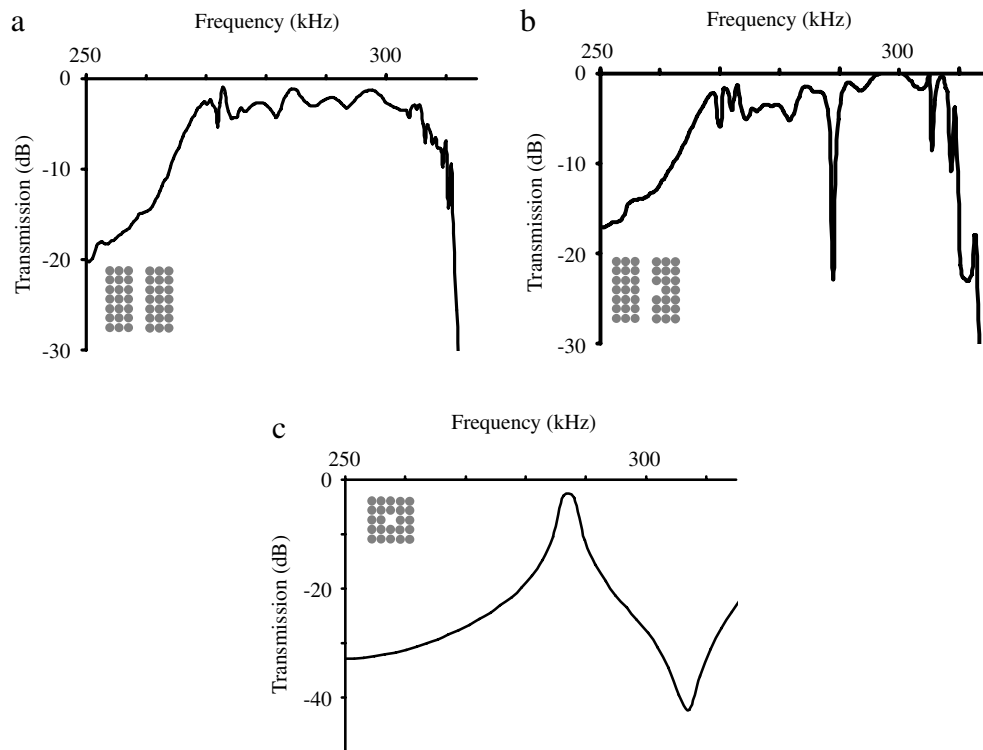 a
Frequency (kHz)
250
300
0
-10
-20
-30
Transmission (dB)
b
Frequency (kHz)
250
300
0
-10
-20
-30
Transmission (dB)
c
Frequency (kHz)
250
300
0
-20
-40
Transmission (dB)